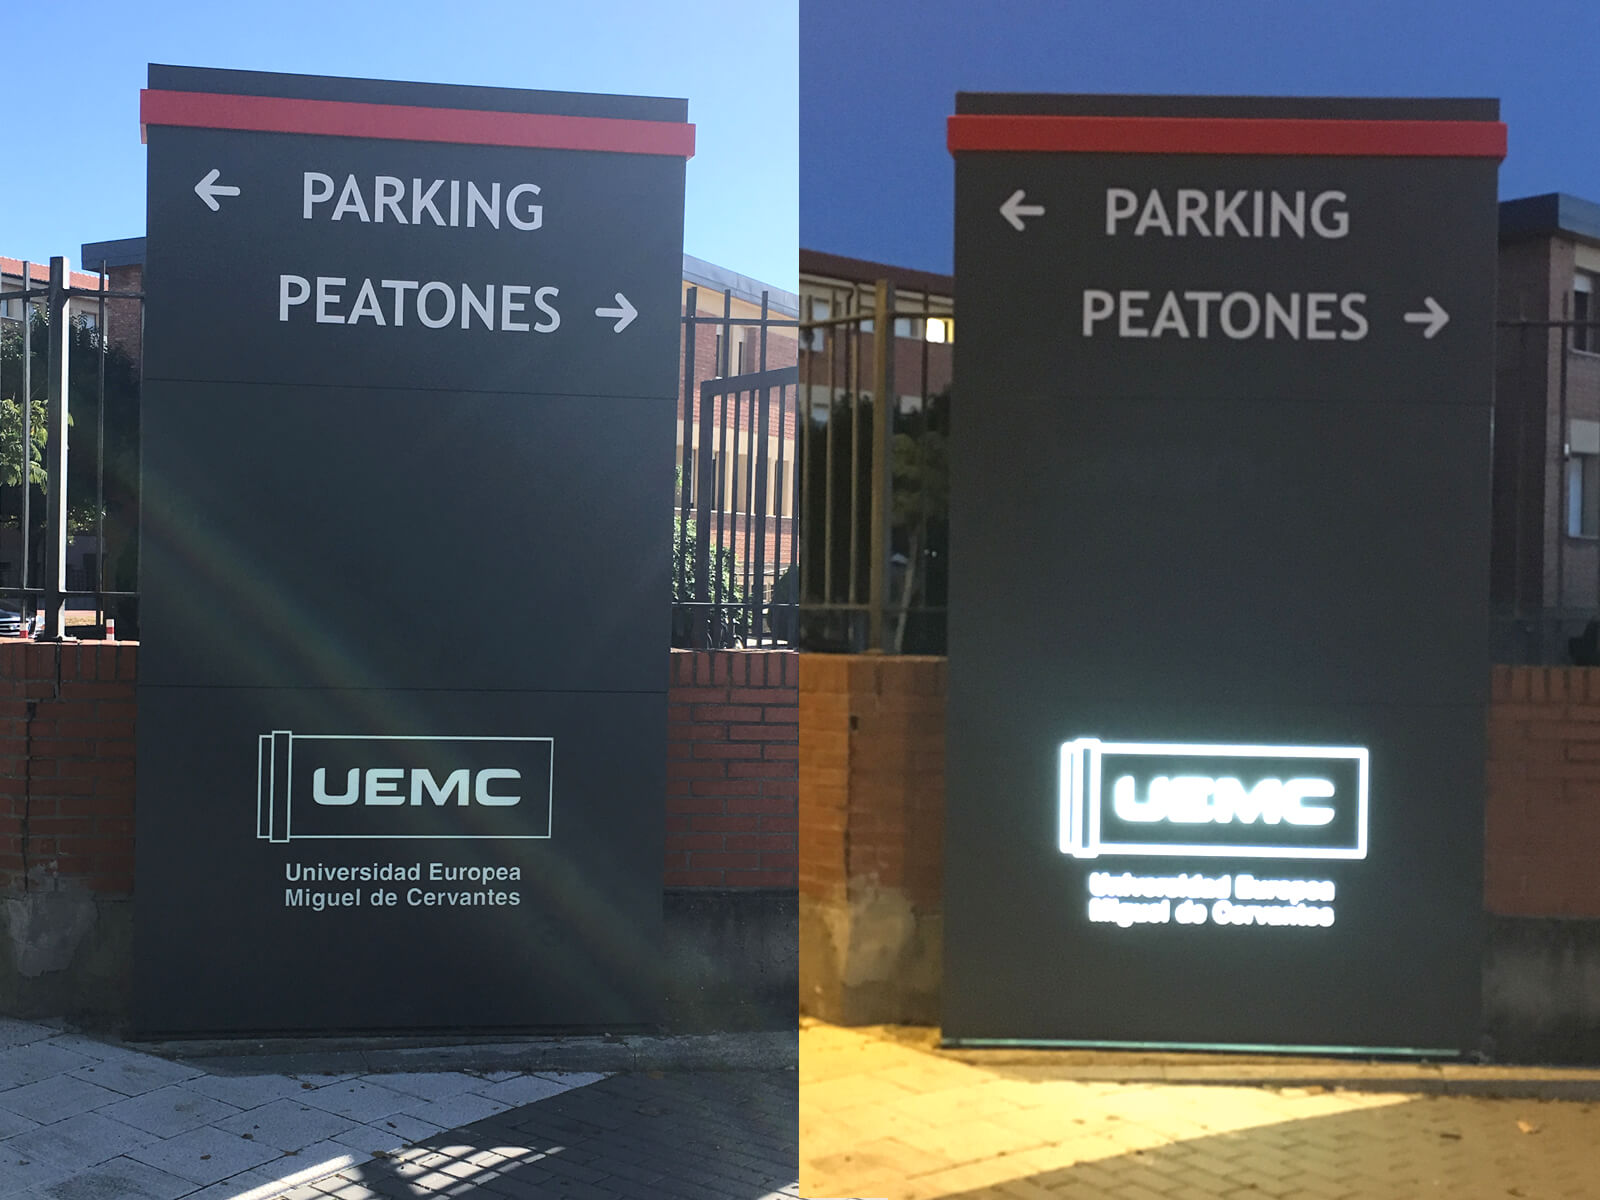 ← PARKING
PEATONES →
UEMC
Universidad Europea
Miguel de Cervantes
← PARKING
PEATONES →
UEMC
Universidad Europea
Miguel de Cervantes